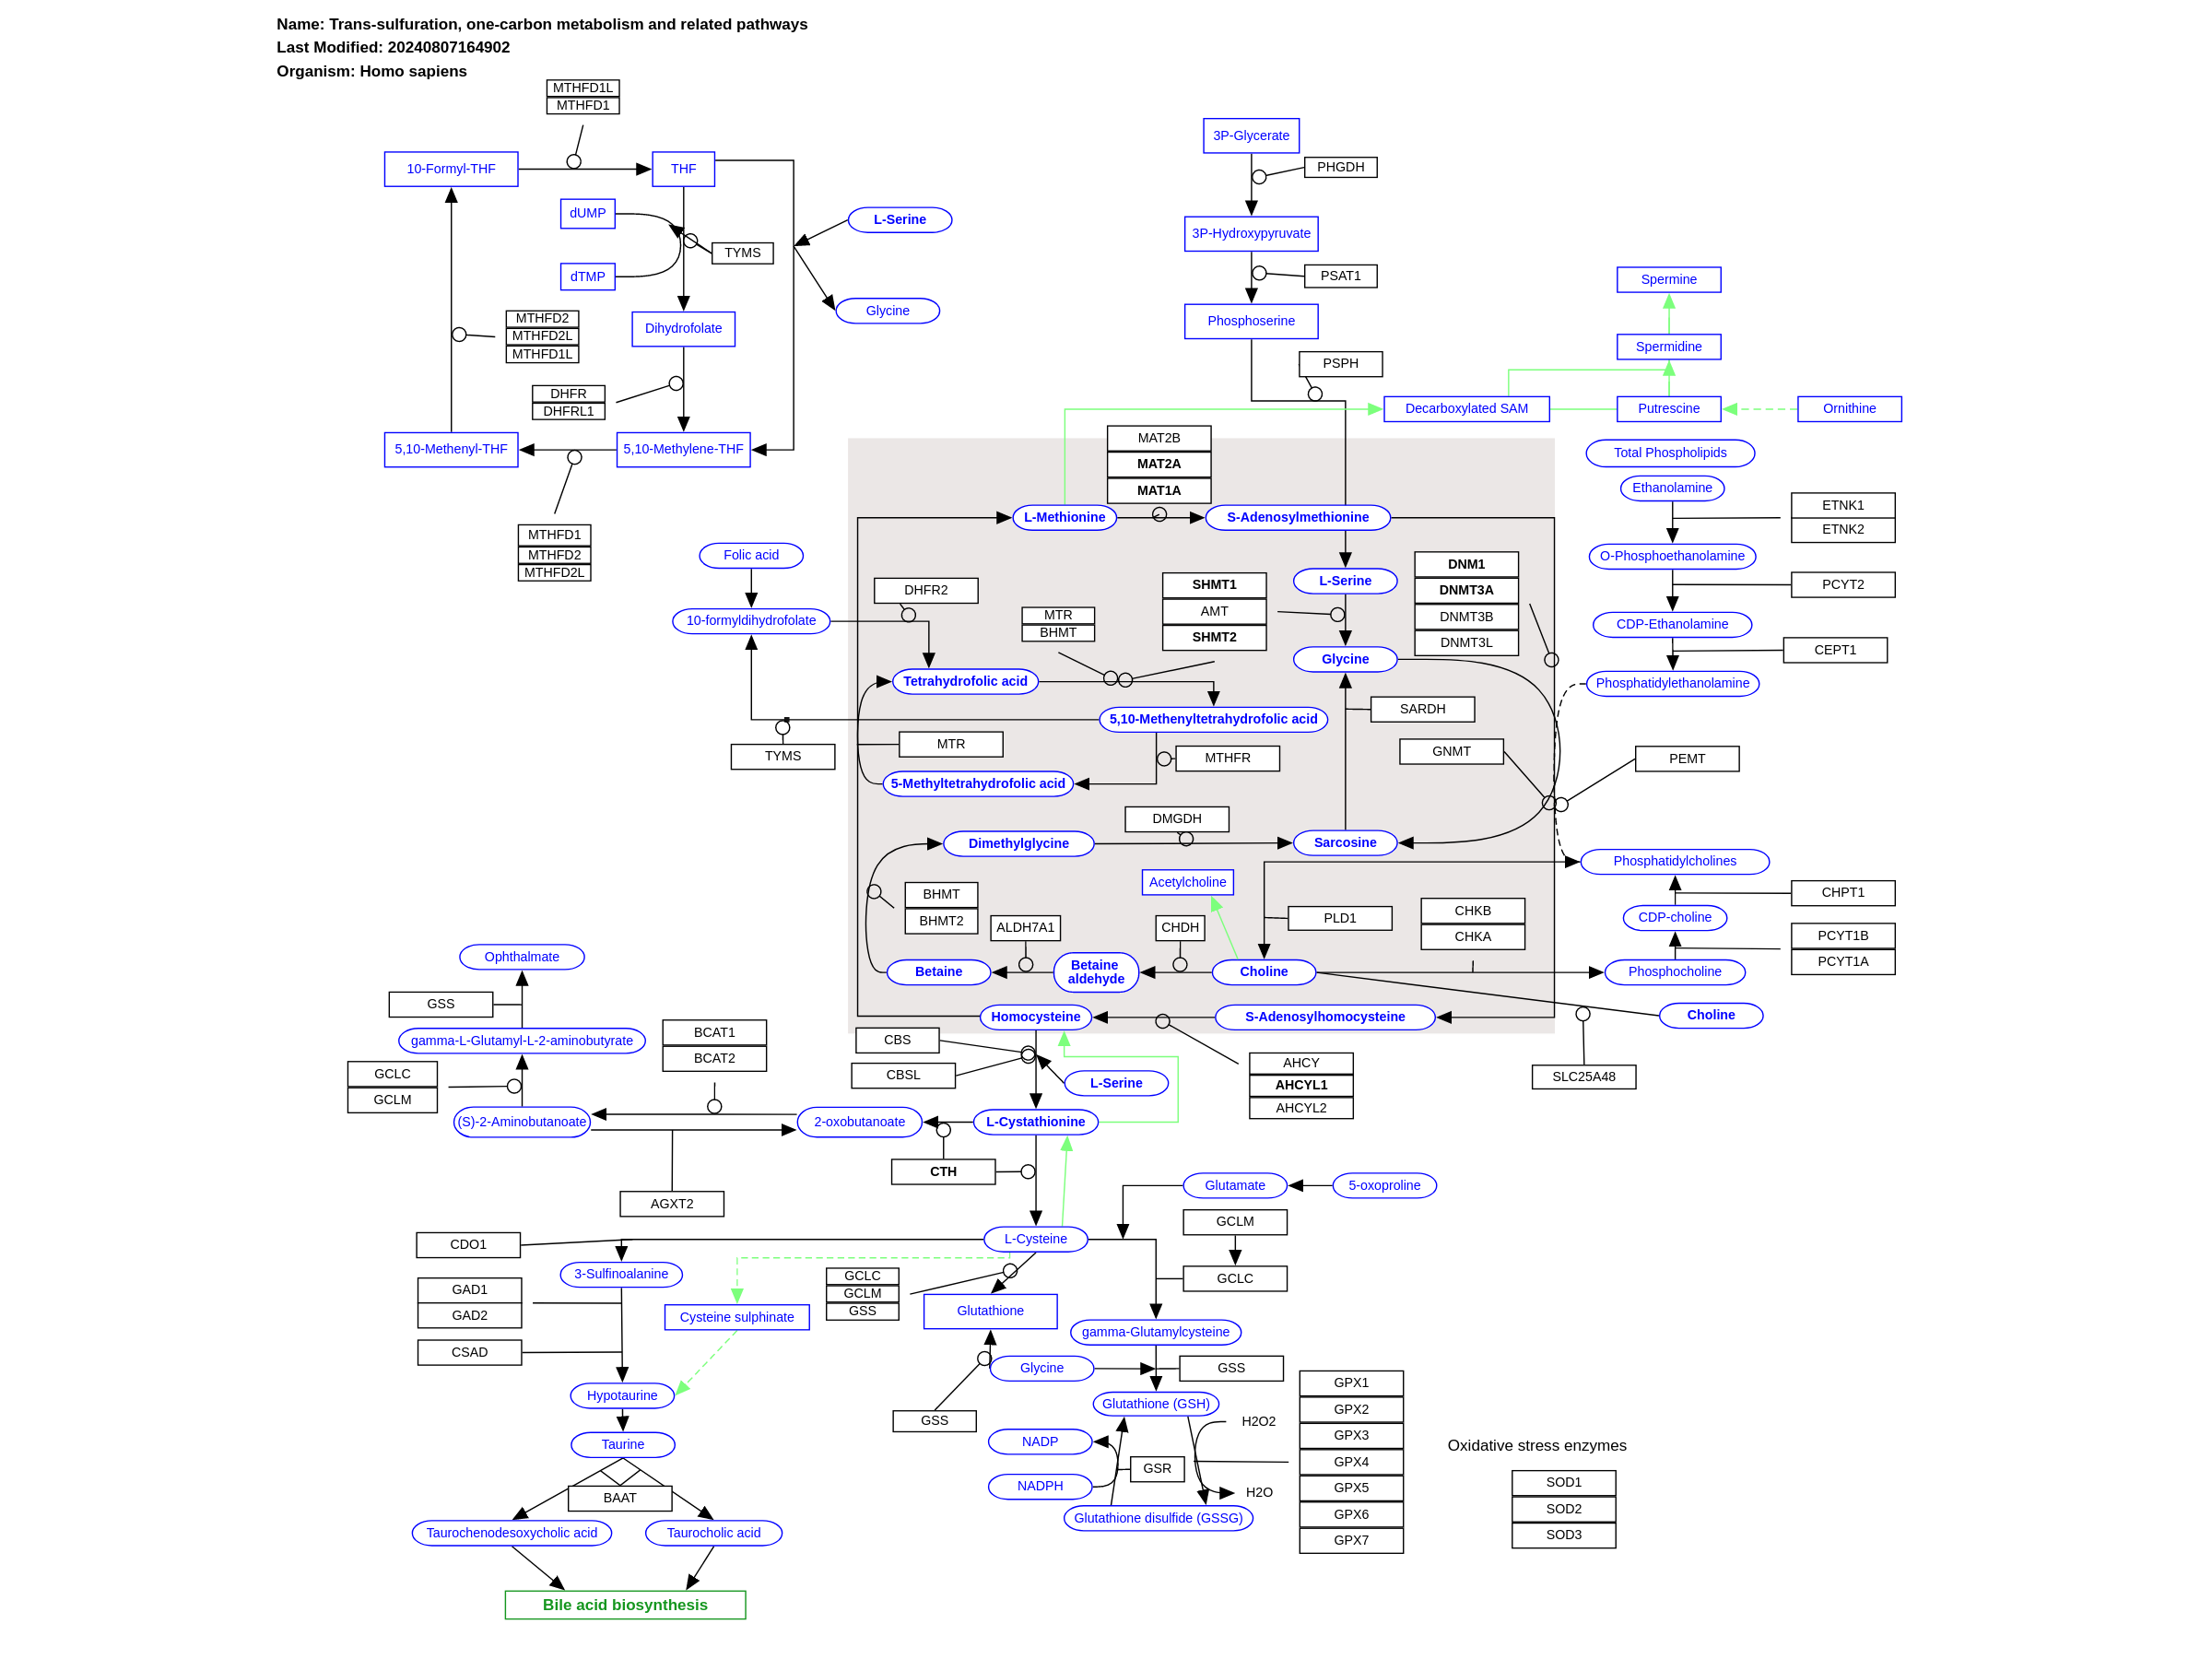 Name: Trans-sulfuration, one-carbon metabolism and related pathways
Last Modified: 20240807164902
Organism: Homo sapiens
MTHFD1L
MTHFD1
10-Formyl-THF
THF
dUMP
TYMS
dTMP
L-Serine
Glycine
MTHFD2
MTHFD2L
MTHFD1L
Dihydrofolate
DHFR
DHFRL1
5,10-Methenyl-THF
5,10-Methylene-THF
MTHFD1
MTHFD2
MTHFD2L
3P-Glycerate
PHGDH
3P-Hydroxypyruvate
PSAT1
Phosphoserine
PSPH
Spermine
Spermidine
Decarboxylated SAM
Putrescine
Ornithine
Total Phospholipids
Ethanolamine
ETNK1
ETNK2
O-Phosphoethanolamine
PCYT2
CDP-Ethanolamine
CEPT1
Phosphatidylethanolamine
PEMT
MAT2B
MAT2A
MAT1A
L-Methionine
S-Adenosylmethionine
Folic acid
10-formyldihydrofolate
DHFR2
MTR
BHMT
SHMT1
AMT
SHMT2
L-Serine
Glycine
DNM1
DNMT3A
DNMT3B
DNMT3L
Tetrahydrofolic acid
5,10-Methenyltetrahydrofolic acid
SARDH
GNMT
TYMS
MTR
MTHFR
5-Methyltetrahydrofolic acid
DMGDH
Dimethylglycine
Sarcosine
Acetylcholine
BHMT
BHMT2
ALDH7A1
CHDH
PLD1
CHKB
CHKA
Phosphatidylcholines
CHPT1
CDP-choline
PCYT1B
PCYT1A
Phosphocholine
Betaine
Betaine
aldehyde
Choline
Choline
Homocysteine
S-Adenosylhomocysteine
SLC25A48
Ophthalmate
GSS
gamma-L-Glutamyl-L-2-aminobutyrate
GCLC
GCLM
BCAT1
BCAT2
(S)-2-Aminobutanoate
2-oxobutanoate
AGXT2
CBS
CBSL
L-Serine
AHCY
AHCYL1
AHCYL2
L-Cystathionine
CTH
Glutamate
5-oxoproline
GCLM
GCLC
L-Cysteine
CDO1
3-Sulfinoalanine
GAD1
GAD2
CSAD
Cysteine sulphinate
GCLC
GCLM
GSS
Glutathione
gamma-Glutamylcysteine
Glycine
GSS
GSS
Hypotaurine
Taurine
BAAT
Taurochenodesoxycholic acid
Taurocholic acid
Bile acid biosynthesis
Glutathione (GSH)
NADP
NADPH
GSR
H2O2
H2O
Glutathione disulfide (GSSG)
GPX1
GPX2
GPX3
GPX4
GPX5
GPX6
GPX7
Oxidative stress enzymes
SOD1
SOD2
SOD3